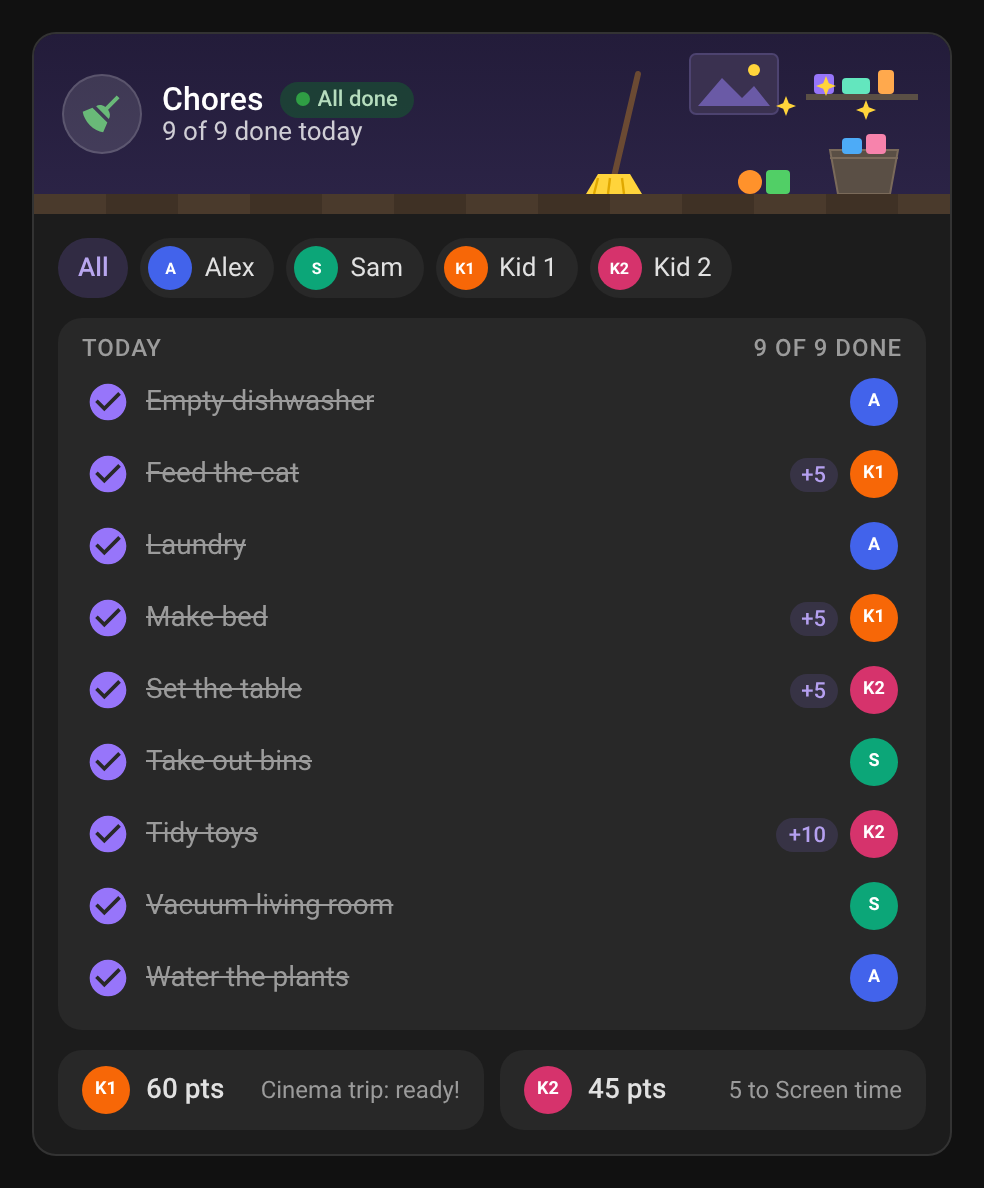 Chores
All done
9 of 9 done today
All
A Alex
S Sam
K1 Kid 1
K2 Kid 2
TODAY
9 OF 9 DONE
Empty dishwasher A
Feed the cat +5 K1
Laundry A
Make bed +5 K1
Set the table +5 K2
Take out bins S
Tidy toys +10 K2
Vacuum living room S
Water the plants A
K1 60 pts Cinema trip: ready!
K2 45 pts 5 to Screen time